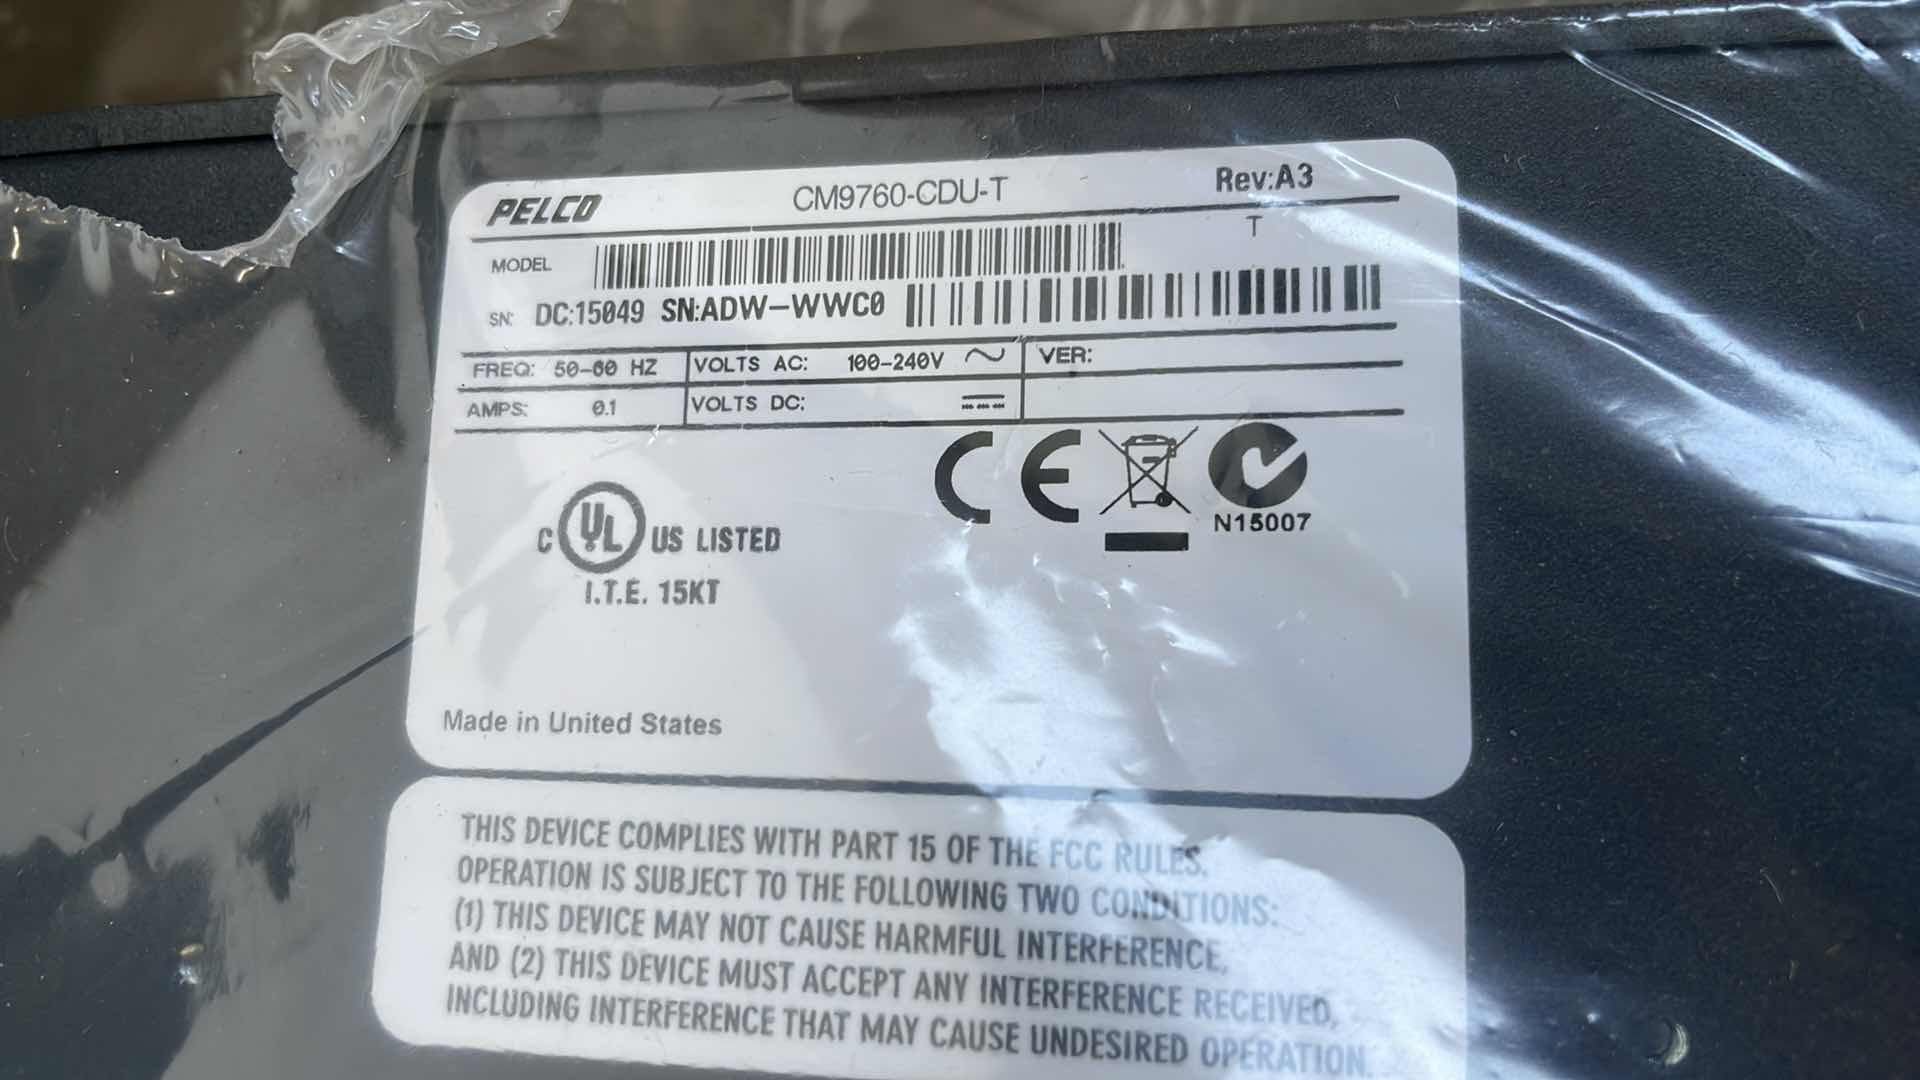 PELCO CM9760-CDU-T Rev:A3
T
MODEL
SN: DC:15049 SN:ADW-WWC0
FREQ: 50-60 HZ VOLTS AC: 100-240V VER:
AMPS: 0.1 VOLTS DC:
CE
N15007
C UL US LISTED
I.T.E. 15KT
Made in United States
THIS DEVICE COMPLIES WITH PART 15 OF THE FCC RULES.
OPERATION IS SUBJECT TO THE FOLLOWING TWO CONDITIONS:
(1) THIS DEVICE MAY NOT CAUSE HARMFUL INTERFERENCE,
AND (2) THIS DEVICE MUST ACCEPT ANY INTERFERENCE RECEIVED,
INCLUDING INTERFERENCE THAT MAY CAUSE UNDESIRED OPERATION.